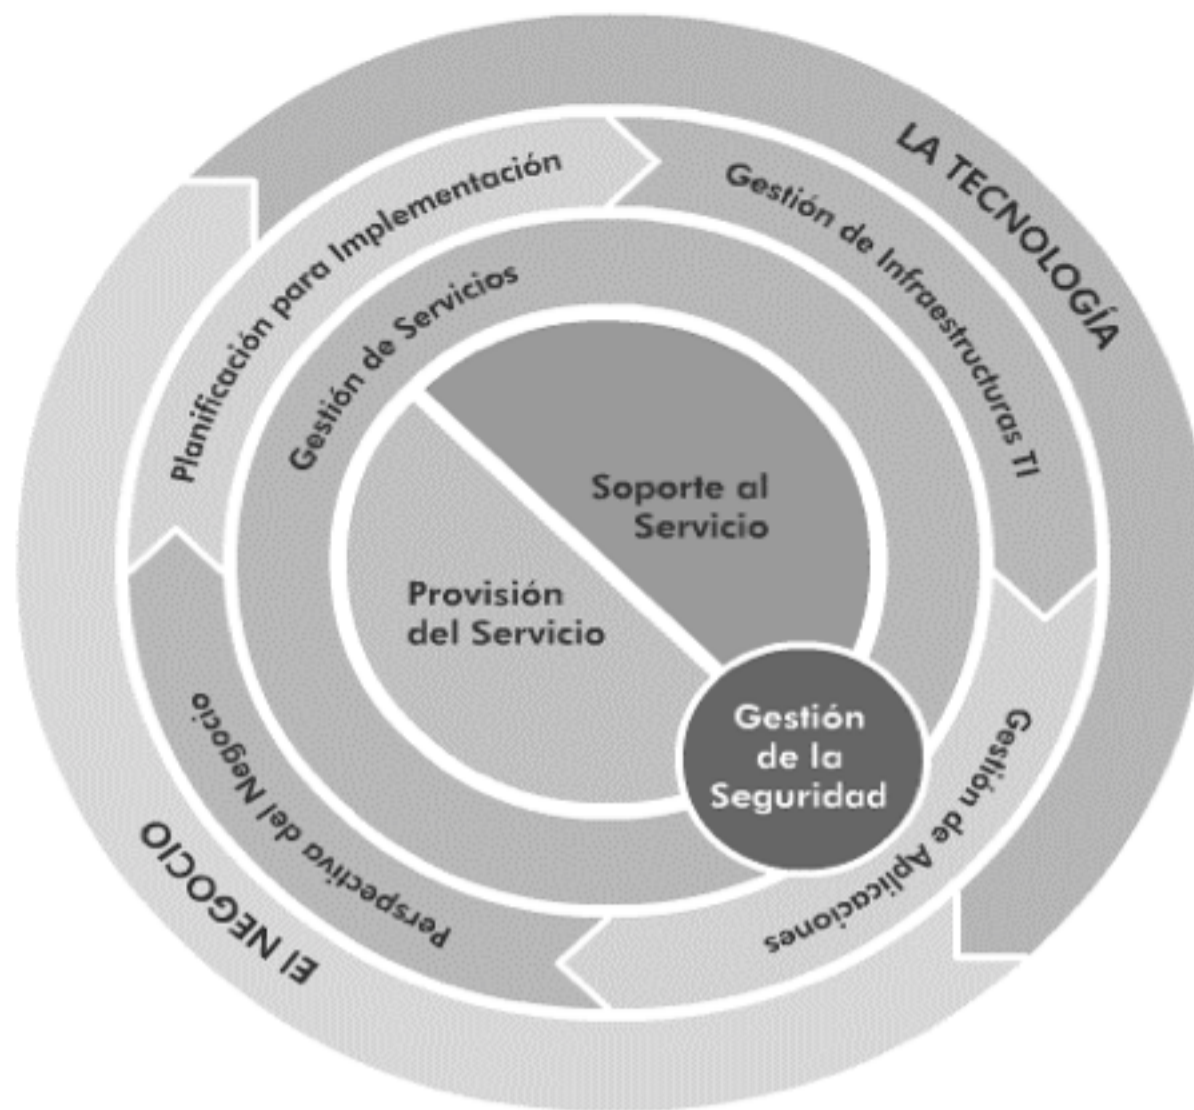 LA TECNOLOGÍA
Planificación para Implementación
Gestión de Infraestructuras TI
Gestión de Servicios
Soporte al
Servicio
Provisión
del Servicio
Gestión
de la
Seguridad
Gestión de Aplicaciones
Perspectiva del Negocio
El NEGOCIO